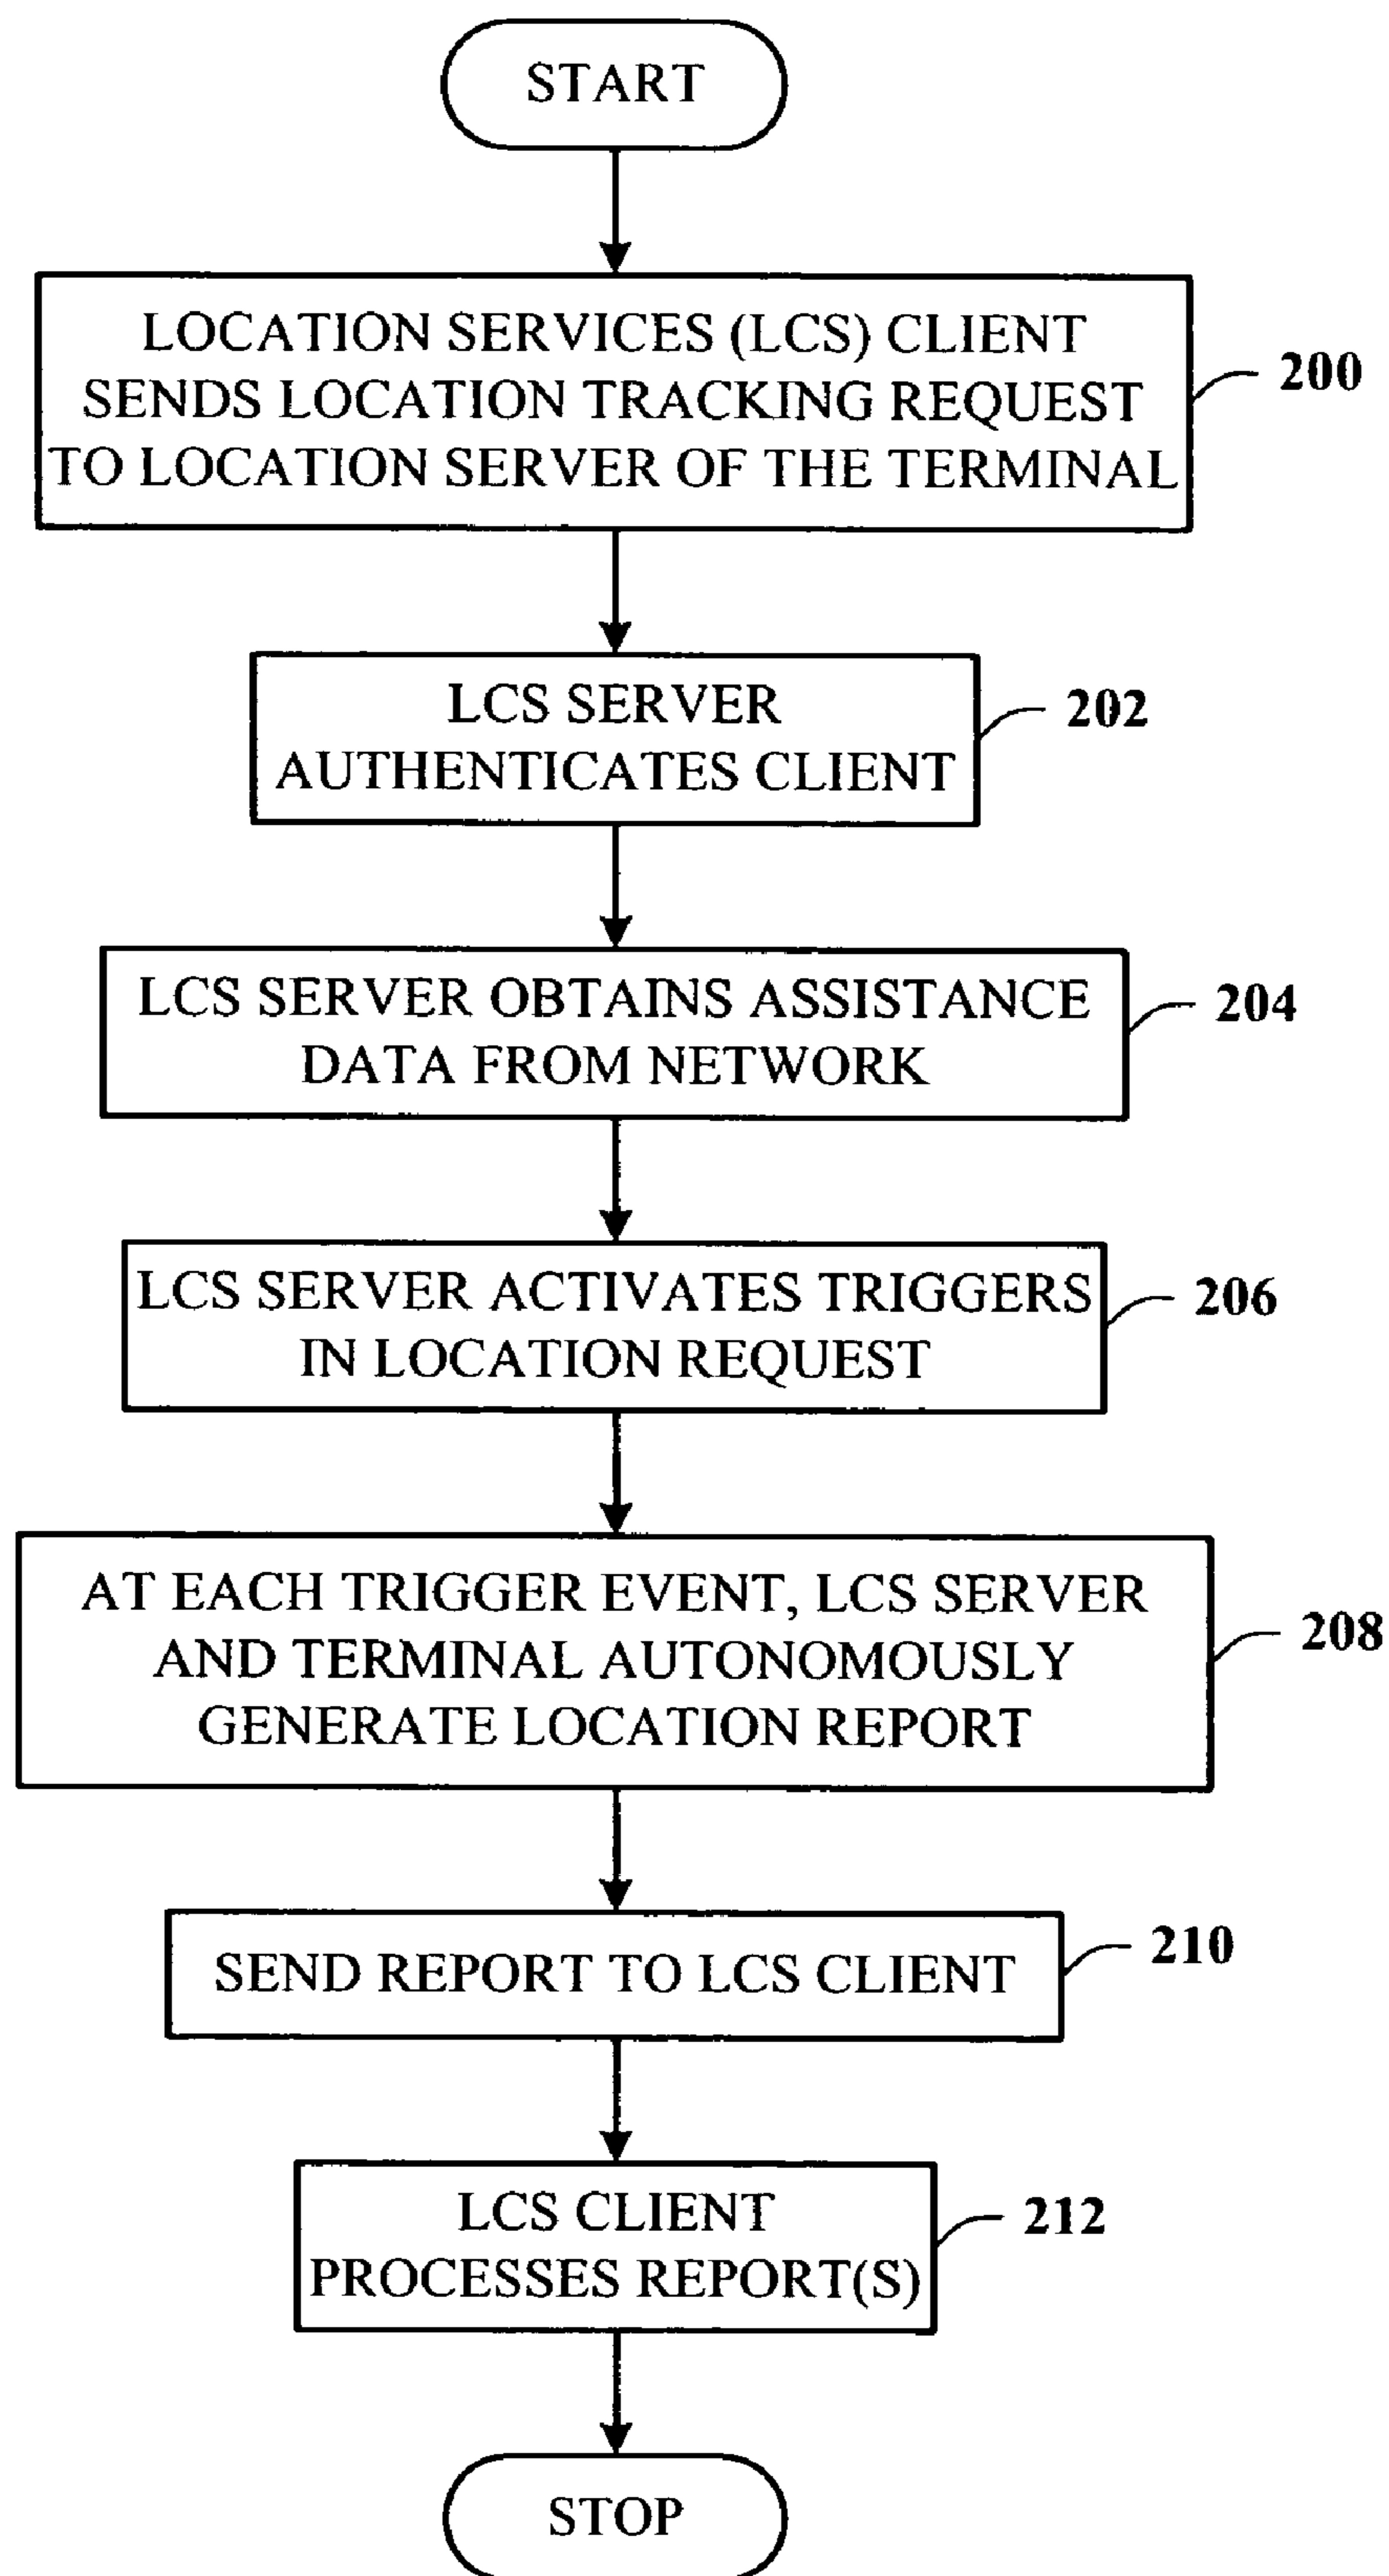 START
LOCATION SERVICES (LCS) CLIENT
SENDS LOCATION TRACKING REQUEST
TO LOCATION SERVER OF THE TERMINAL
200
LCS SERVER
AUTHENTICATES CLIENT
202
LCS SERVER OBTAINS ASSISTANCE
DATA FROM NETWORK
204
LCS SERVER ACTIVATES TRIGGERS
IN LOCATION REQUEST
206
AT EACH TRIGGER EVENT, LCS SERVER
AND TERMINAL AUTONOMOUSLY
GENERATE LOCATION REPORT
208
SEND REPORT TO LCS CLIENT
210
LCS CLIENT
PROCESSES REPORT(S)
212
STOP